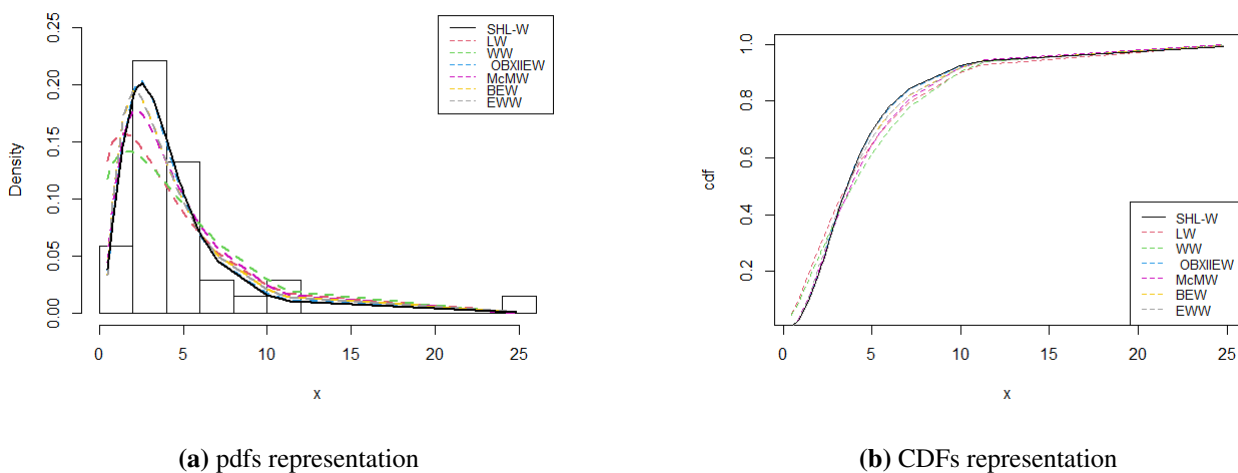 0.25
0.20
0.15
0.10
0.05
0.00
Density
0 5 10 15 20 25
x
SHL-W
LW
WW
OBXIIEW
McMW
BEW
EWW
(a) pdfs representation
1.0
0.8
0.6
0.4
0.2
cdf
0 5 10 15 20 25
x
SHL-W
LW
WW
OBXIIEW
McMW
BEW
EWW
(b) CDFs representation